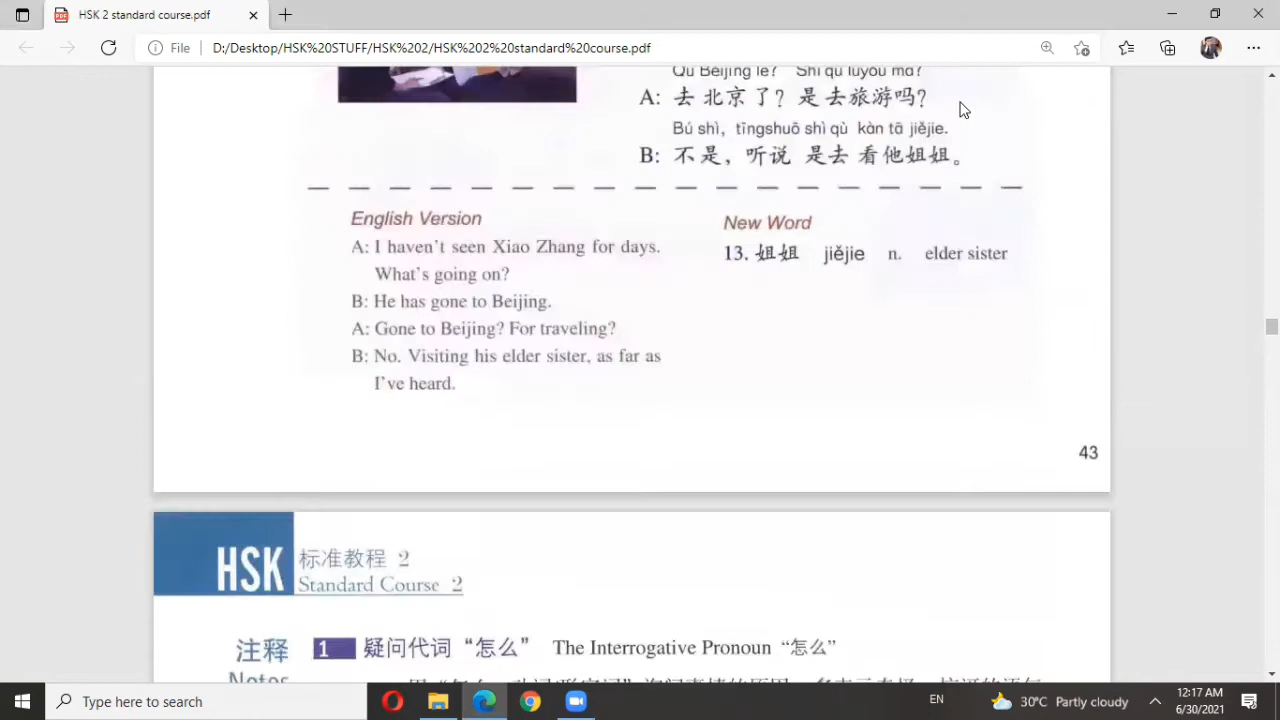 HSK 2 standard course.pdf
File D:/Desktop/HSK%20STUFF/HSK%202/HSK%202%20standard%20course.pdf
Qù Běijīng le? Shì qù lǚyóu ma?
A: 去北京了？是去旅游吗？
Bú shì, tīngshuō shì qù kàn tā jiějie.
B: 不是，听说是去看他姐姐。
English Version
A: I haven't seen Xiao Zhang for days.
What's going on?
B: He has gone to Beijing.
A: Gone to Beijing? For traveling?
B: No. Visiting his elder sister, as far as
I've heard.
New Word
13. 姐姐 jiějie n. elder sister
43
HSK 标准教程 2
Standard Course 2
注释 1 疑问代词“怎么” The Interrogative Pronoun “怎么”
Notes
Type here to search
EN
30°C Partly cloudy
12:17 AM
6/30/2021